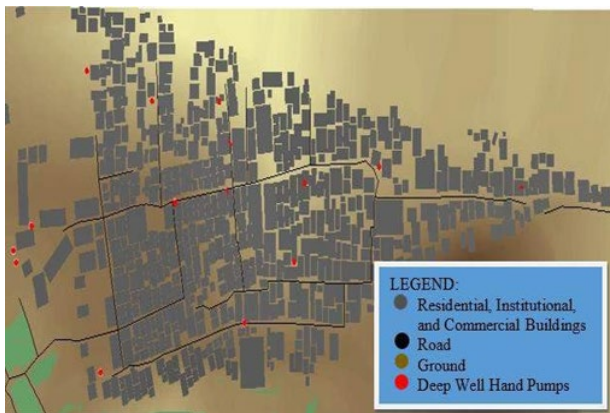 LEGEND:
Residential, Institutional,
and Commercial Buildings
Road
Ground
Deep Well Hand Pumps